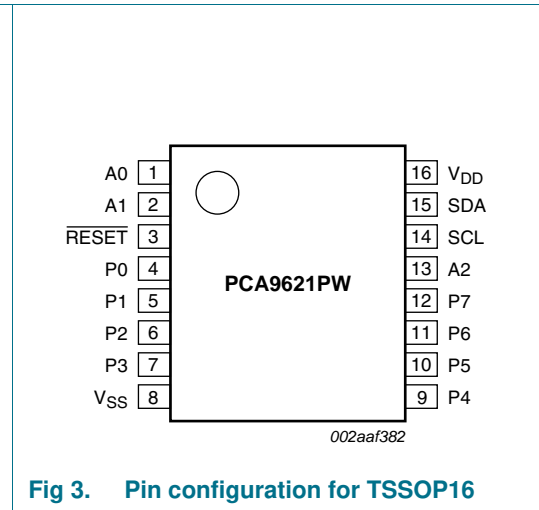 A0 1 16 VDD
A1 2 15 SDA
RESET 3 14 SCL
P0 4 13 A2
PCA9621PW
P1 5 12 P7
P2 6 11 P6
P3 7 10 P5
VSS 8 9 P4
002aaf382
Fig 3. Pin configuration for TSSOP16